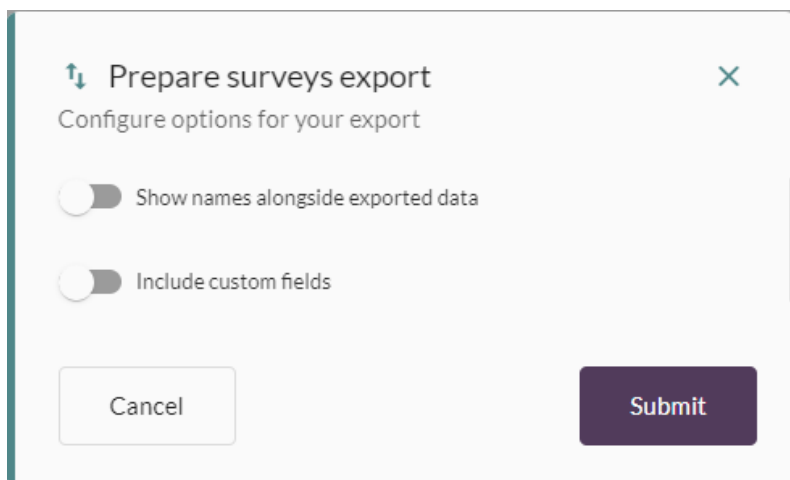 Prepare surveys export
Configure options for your export
Show names alongside exported data
Include custom fields
Cancel
Submit